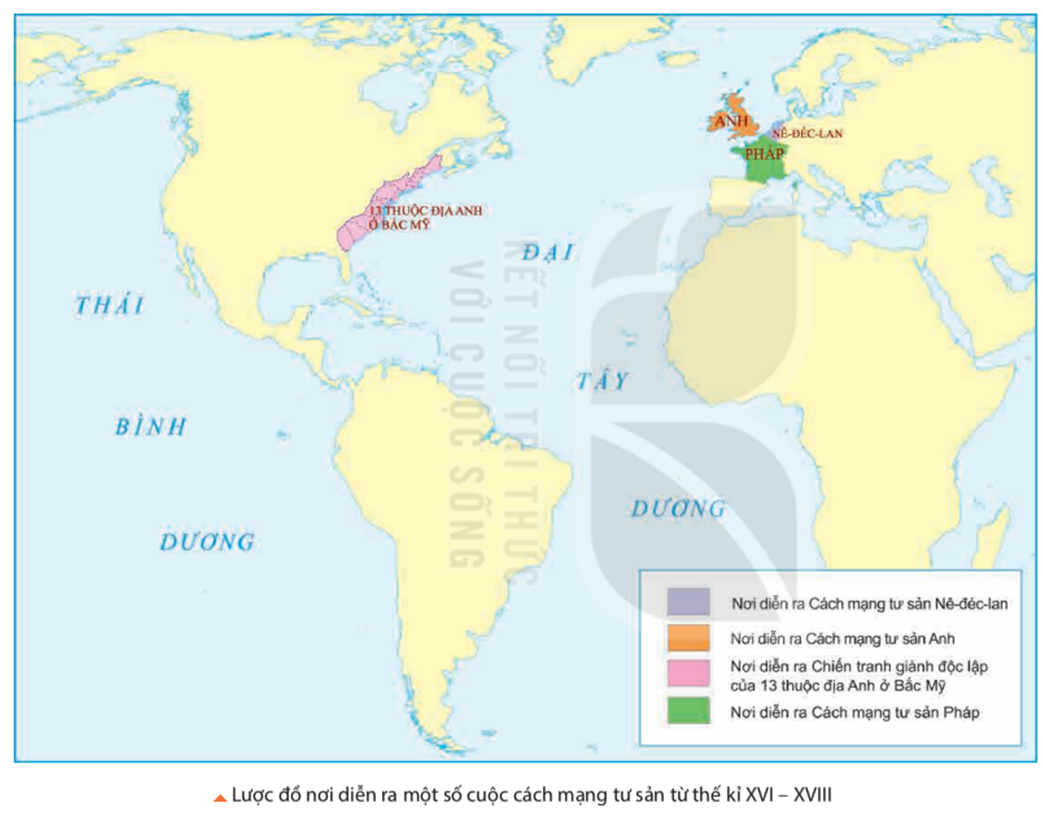 ANH
NÊ-ĐÉC-LAN
PHÁP
13 THUỘC ĐỊA ANH
Ở BẮC MỸ
ĐẠI
THÁI
TÂY
BÌNH
DƯƠNG
DƯƠNG
KẾT NỐI TRI THỨC
VỚI CUỘC SỐNG
Nơi diễn ra Cách mạng tư sản Nê-đéc-lan
Nơi diễn ra Cách mạng tư sản Anh
Nơi diễn ra Chiến tranh giành độc lập
của 13 thuộc địa Anh ở Bắc Mỹ
Nơi diễn ra Cách mạng tư sản Pháp
Lược đồ nơi diễn ra một số cuộc cách mạng tư sản từ thế kỉ XVI – XVIII